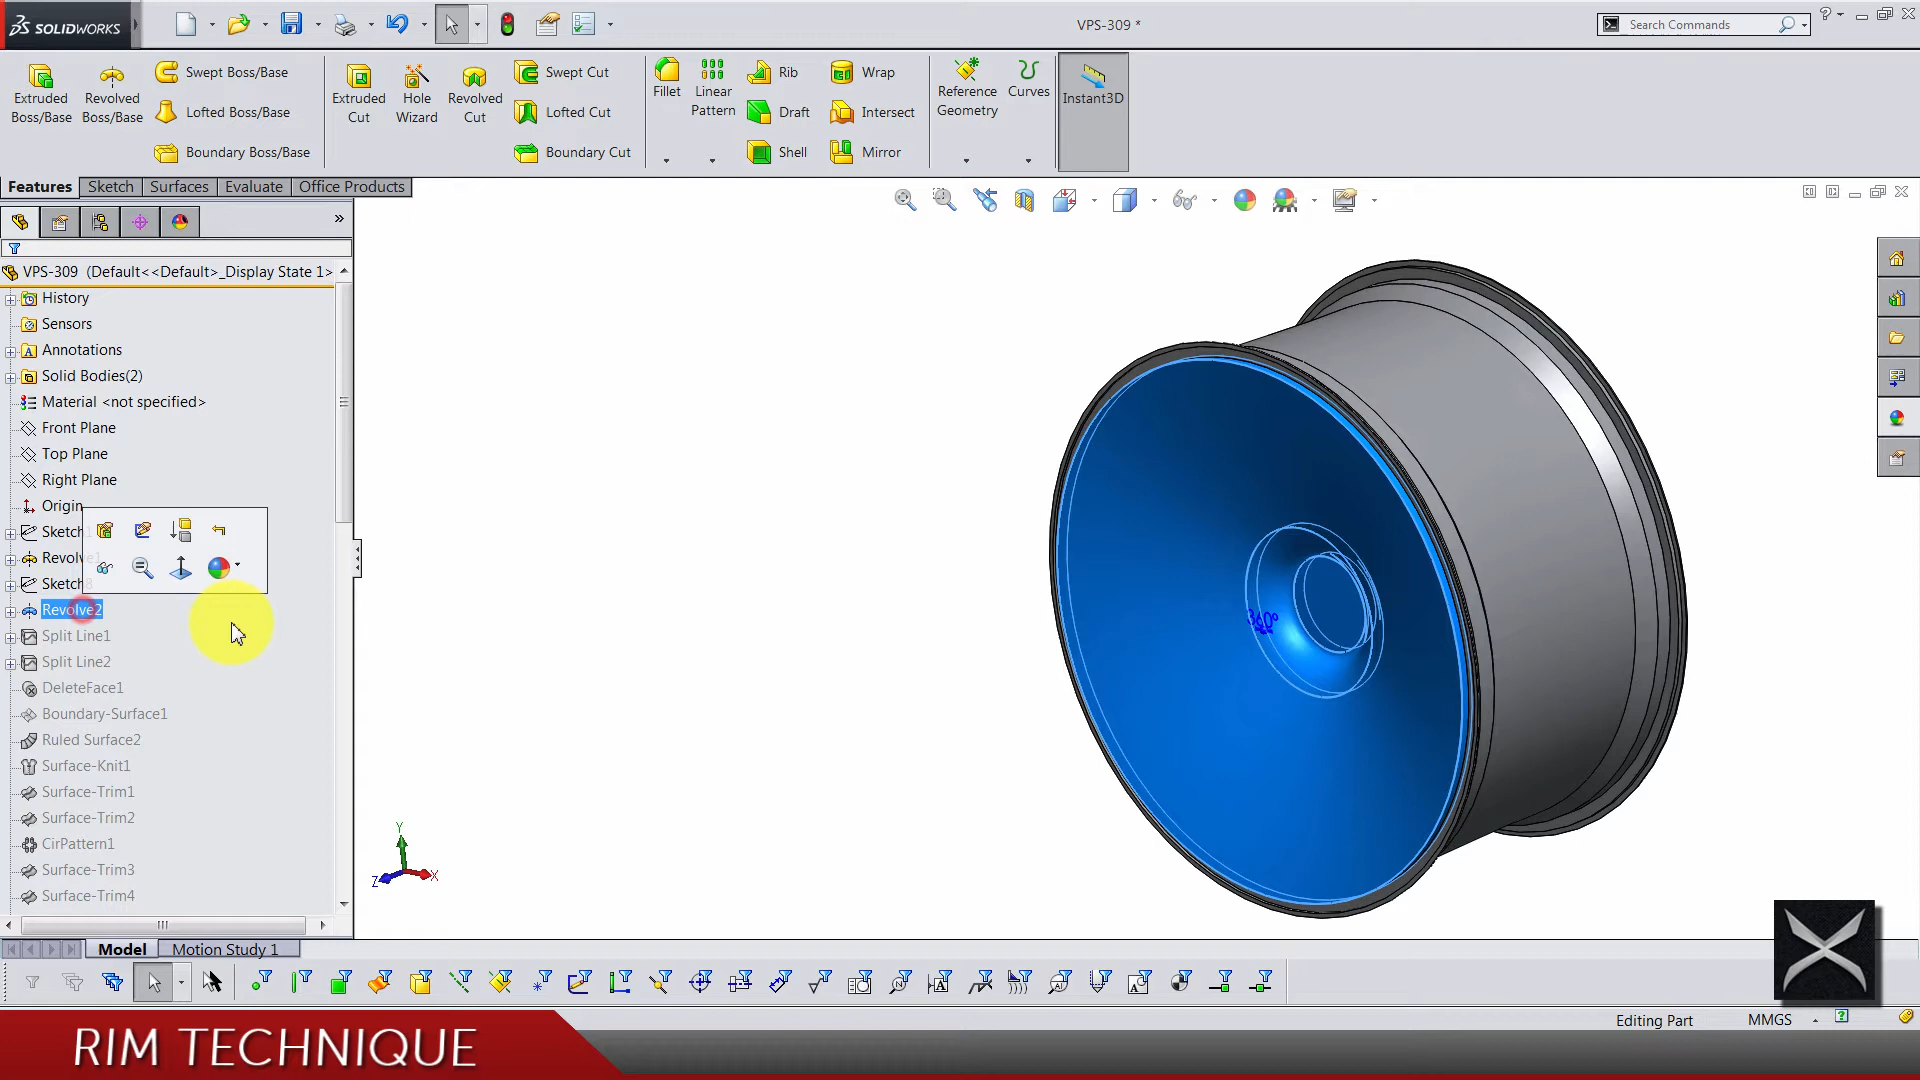 SOLIDWORKS
VPS-309 *
Search Commands
Extruded Boss/Base
Revolved Boss/Base
Swept Boss/Base
Lofted Boss/Base
Boundary Boss/Base
Extruded Cut
Hole Wizard
Revolved Cut
Swept Cut
Lofted Cut
Boundary Cut
Fillet
Linear Pattern
Rib
Draft
Shell
Wrap
Intersect
Mirror
Reference Geometry
Curves
Instant3D
Features
Sketch
Surfaces
Evaluate
Office Products
VPS-309 (Default<<Default>_Display State 1>
History
Sensors
Annotations
Solid Bodies(2)
Material <not specified>
Front Plane
Top Plane
Right Plane
Origin
Revolve2
Split Line1
Split Line2
DeleteFace1
Boundary-Surface1
Ruled Surface2
Surface-Knit1
Surface-Trim1
Surface-Trim2
CirPattern1
Surface-Trim3
Surface-Trim4
360°
Y
Z
X
Model
Motion Study 1
Editing Part
MMGS
RIM TECHNIQUE